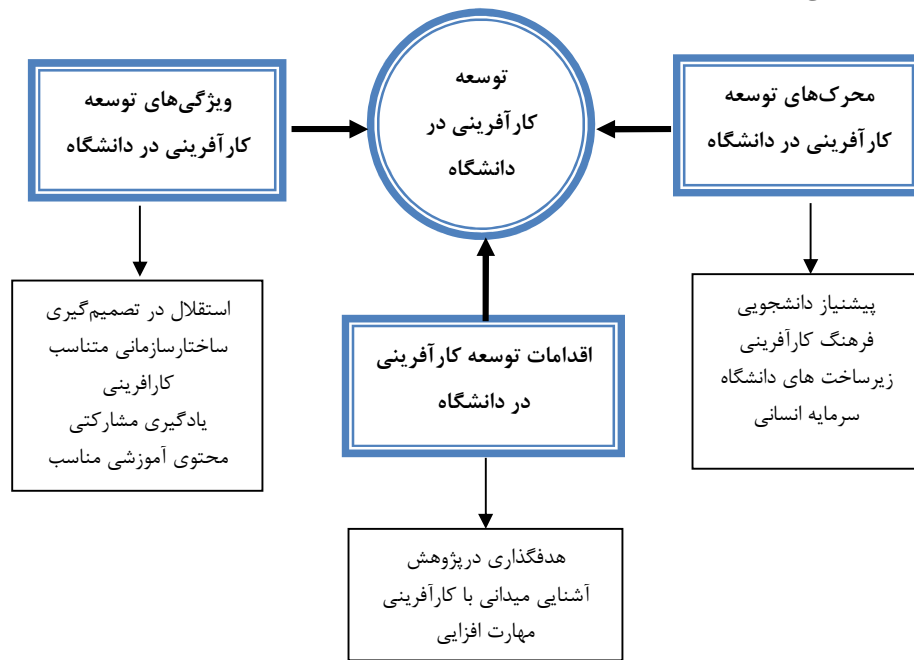 توسعه
کارآفرینی در
دانشگاه
محرک‌های توسعه
کارآفرینی در دانشگاه
پیشنیاز دانشجویی
فرهنگ کارآفرینی
زیرساخت های دانشگاه
سرمایه انسانی
ویژگی‌های توسعه
کارآفرینی در دانشگاه
استقلال در تصمیم‌گیری
ساختارسازمانی متناسب
کارافرینی
یادگیری مشارکتی
محتوی آموزشی مناسب
اقدامات توسعه کارآفرینی
در دانشگاه
هدفگذاری درپژوهش
آشنایی میدانی با کارآفرینی
مهارت افزایی